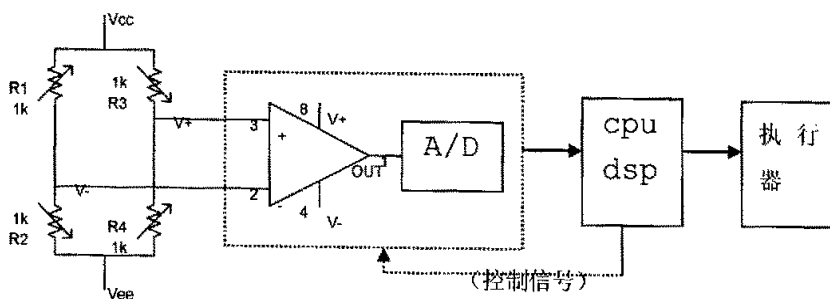 Vcc
R1
1k
1k
R3
V+
V-
1k
R2
R4
1k
Vee
3
+
8
V+
OUT
2
-
4
V-
A/D
cpu
dsp
执 行
器
（控制信号）